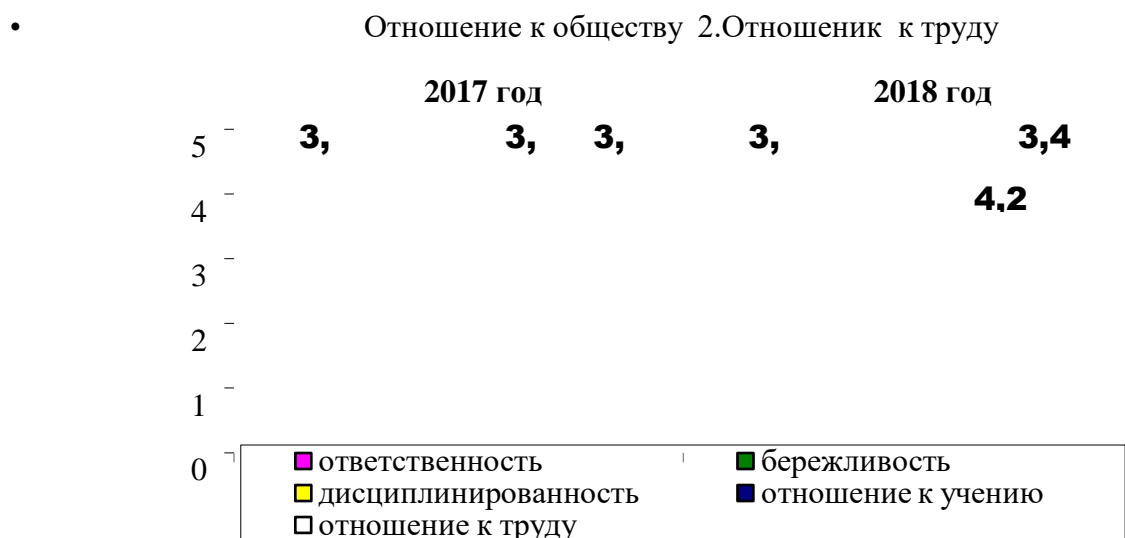 • Отношение к обществу 2.Отношеник к труду
2017 год 2018 год
5 3, 3, 3, 3, 3,4
4 4,2
3
2
1
0
ответственность бережливость
дисциплинированность отношение к учению
отношение к труду